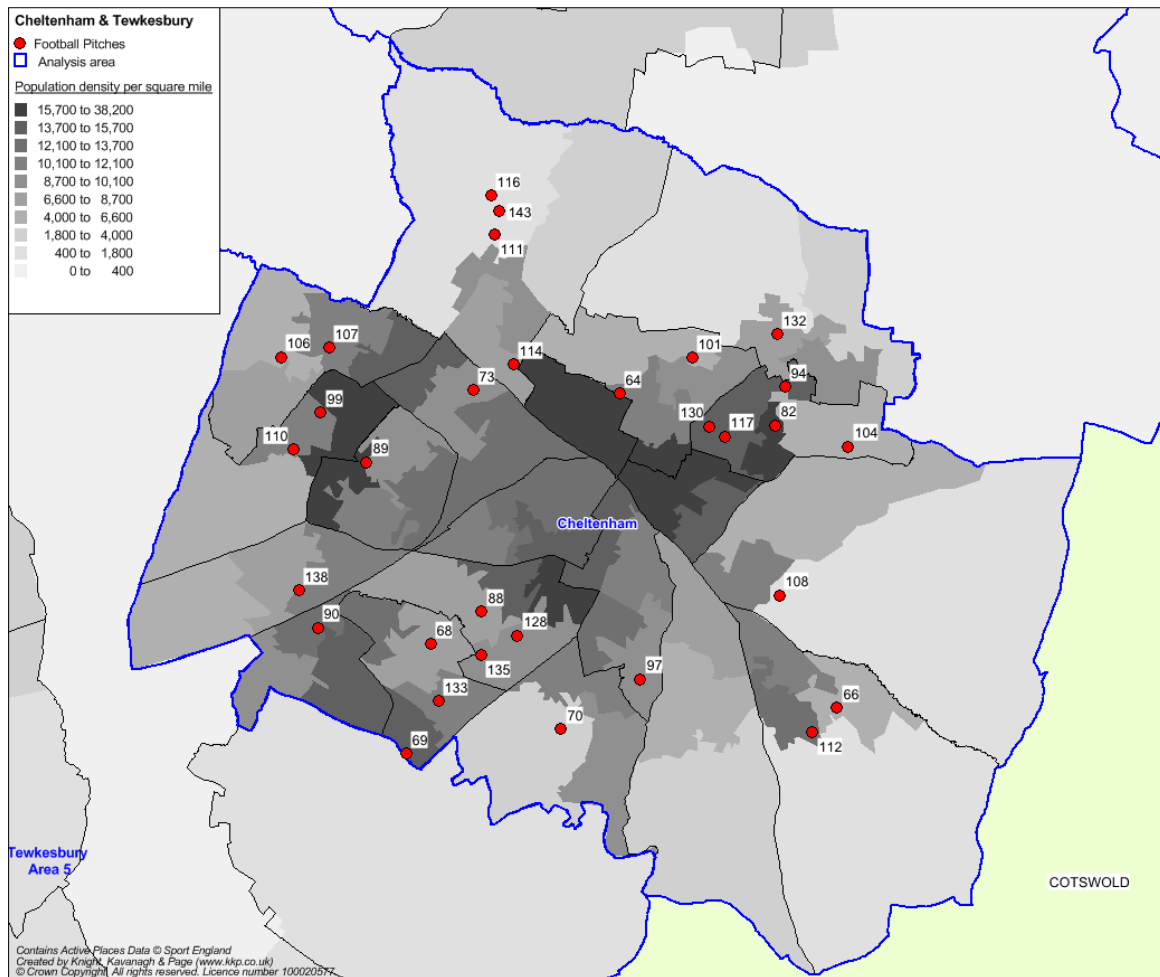 Cheltenham & Tewkesbury
Football Pitches
Analysis area
Population density per square mile
15,700 to 38,200
13,700 to 15,700
12,100 to 13,700
10,100 to 12,100
8,700 to 10,100
6,600 to 8,700
4,000 to 6,600
1,800 to 4,000
400 to 1,800
0 to 400
116
143
111
132
106
107
114
101
73
64
94
99
130
117
82
110
89
104
Cheltenham
138
108
90
88
128
68
135
97
133
66
70
69
112
Tewkesbury
Area 5
COTSWOLD
Contains Active Places Data © Sport England
Created by Knight, Kavanagh & Page (www.kkp.co.uk)
© Crown Copyright. All rights reserved. Licence number 100020577